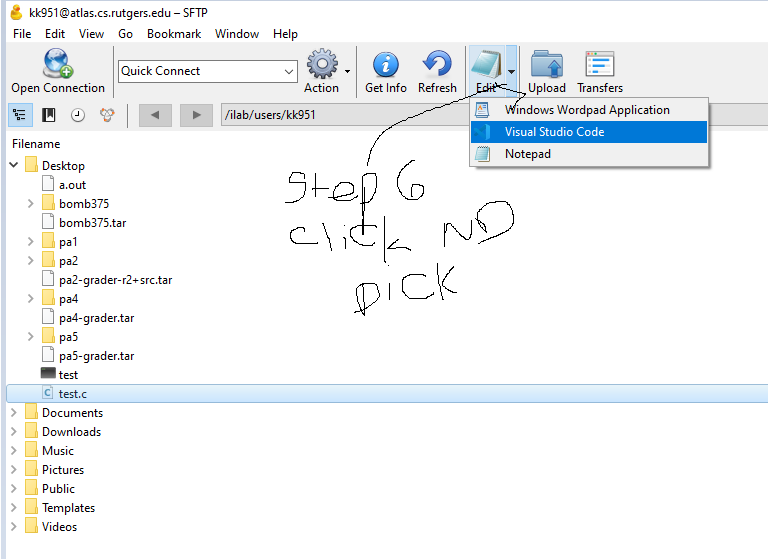 kk951@atlas.cs.rutgers.edu – SFTP
File Edit View Go Bookmark Window Help
Open Connection
Quick Connect
Action
Get Info
Refresh
Edit
Upload
Transfers
/ilab/users/kk951
Windows Wordpad Application
Visual Studio Code
Notepad
Filename
Desktop
a.out
bomb375
bomb375.tar
pa1
pa2
pa2-grader-r2+src.tar
pa4
pa4-grader.tar
pa5
pa5-grader.tar
test
test.c
Documents
Downloads
Music
Pictures
Public
Templates
Videos
Step 6
click ND
pick